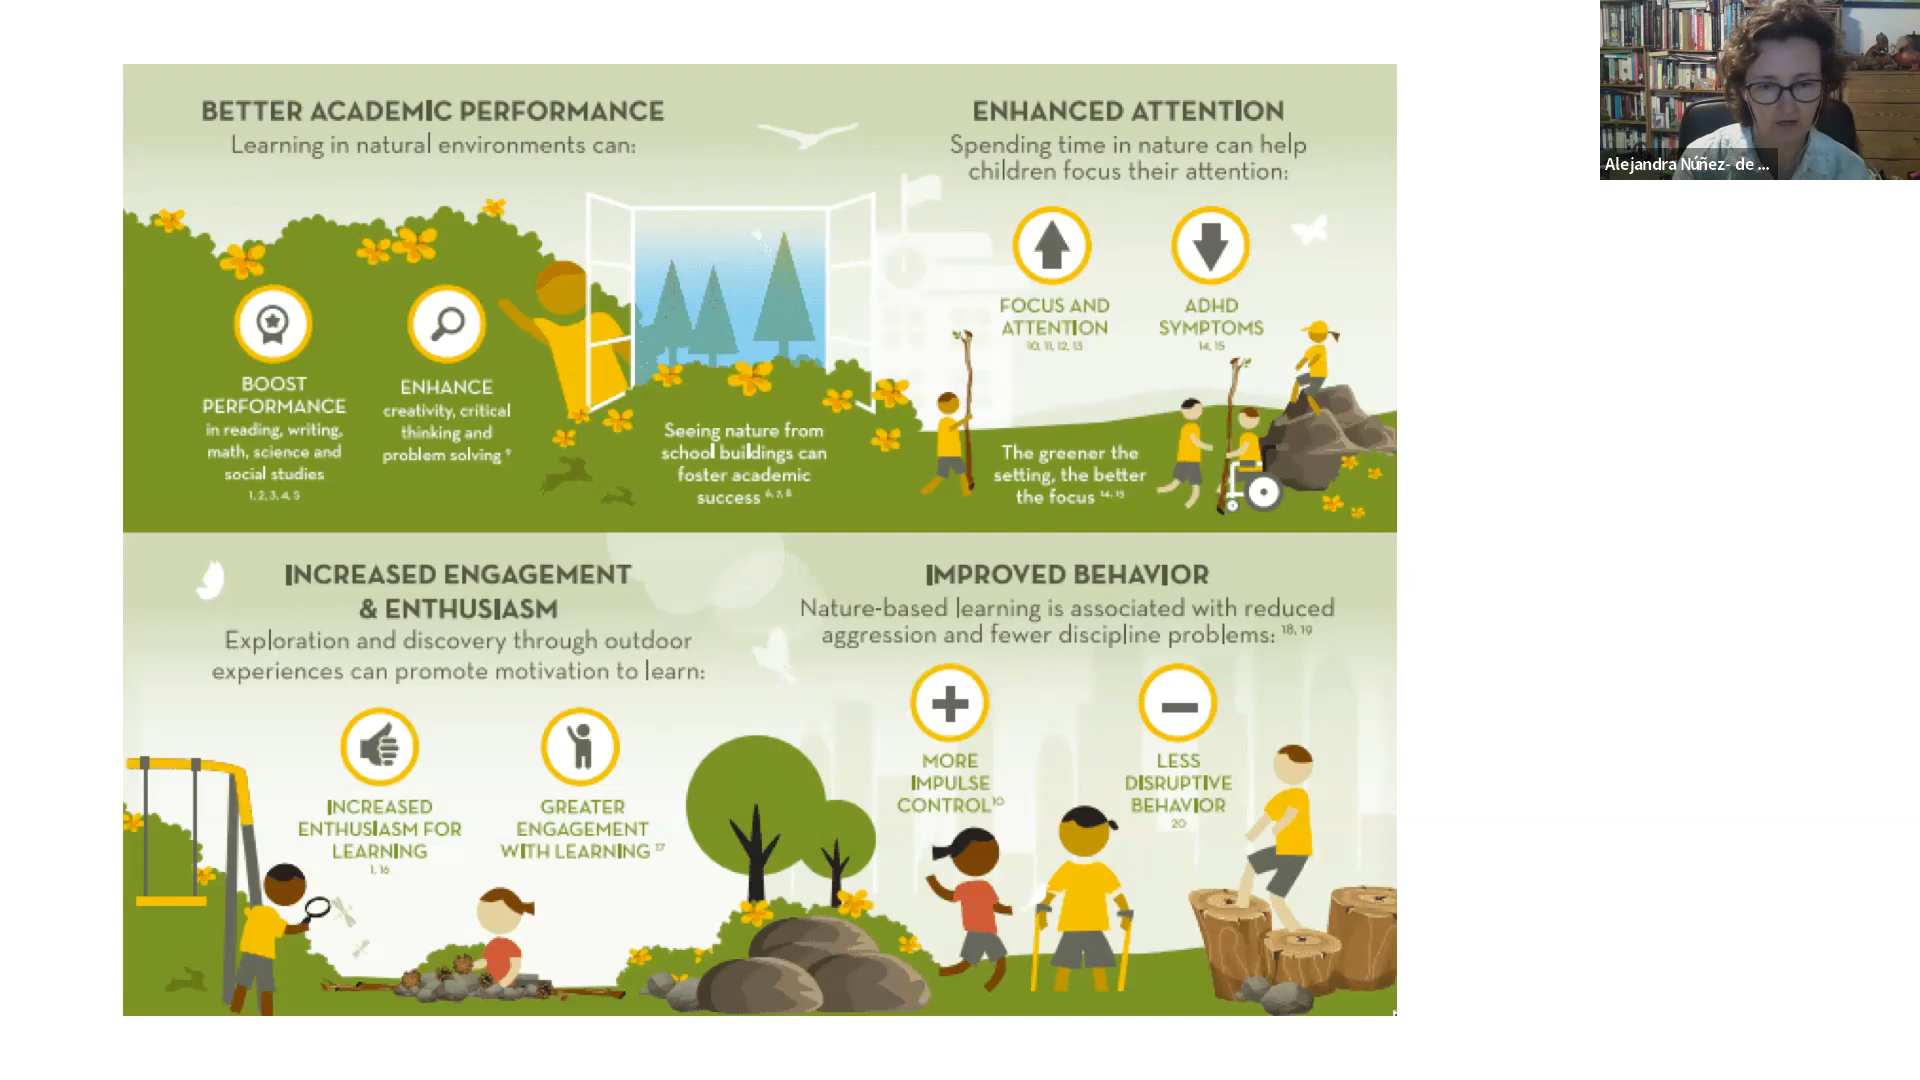 BETTER ACADEMIC PERFORMANCE
Learning in natural environments can:
BOOST
PERFORMANCE
in reading, writing,
math, science and
social studies
1, 2, 3, 4, 5
ENHANCE
creativity, critical
thinking and
problem solving 9
Seeing nature from
school buildings can
foster academic
success 6, 7, 8
ENHANCED ATTENTION
Spending time in nature can help
children focus their attention:
FOCUS AND
ATTENTION
10, 11, 12, 13
ADHD
SYMPTOMS
14, 15
The greener the
setting, the better
the focus 14, 15
INCREASED ENGAGEMENT
& ENTHUSIASM
Exploration and discovery through outdoor
experiences can promote motivation to learn:
INCREASED
ENTHUSIASM FOR
LEARNING
1, 16
GREATER
ENGAGEMENT
WITH LEARNING 17
IMPROVED BEHAVIOR
Nature-based learning is associated with reduced
aggression and fewer discipline problems: 18, 19
MORE
IMPULSE
CONTROL 10
LESS
DISRUPTIVE
BEHAVIOR
20
Alejandra Núñez- de ...